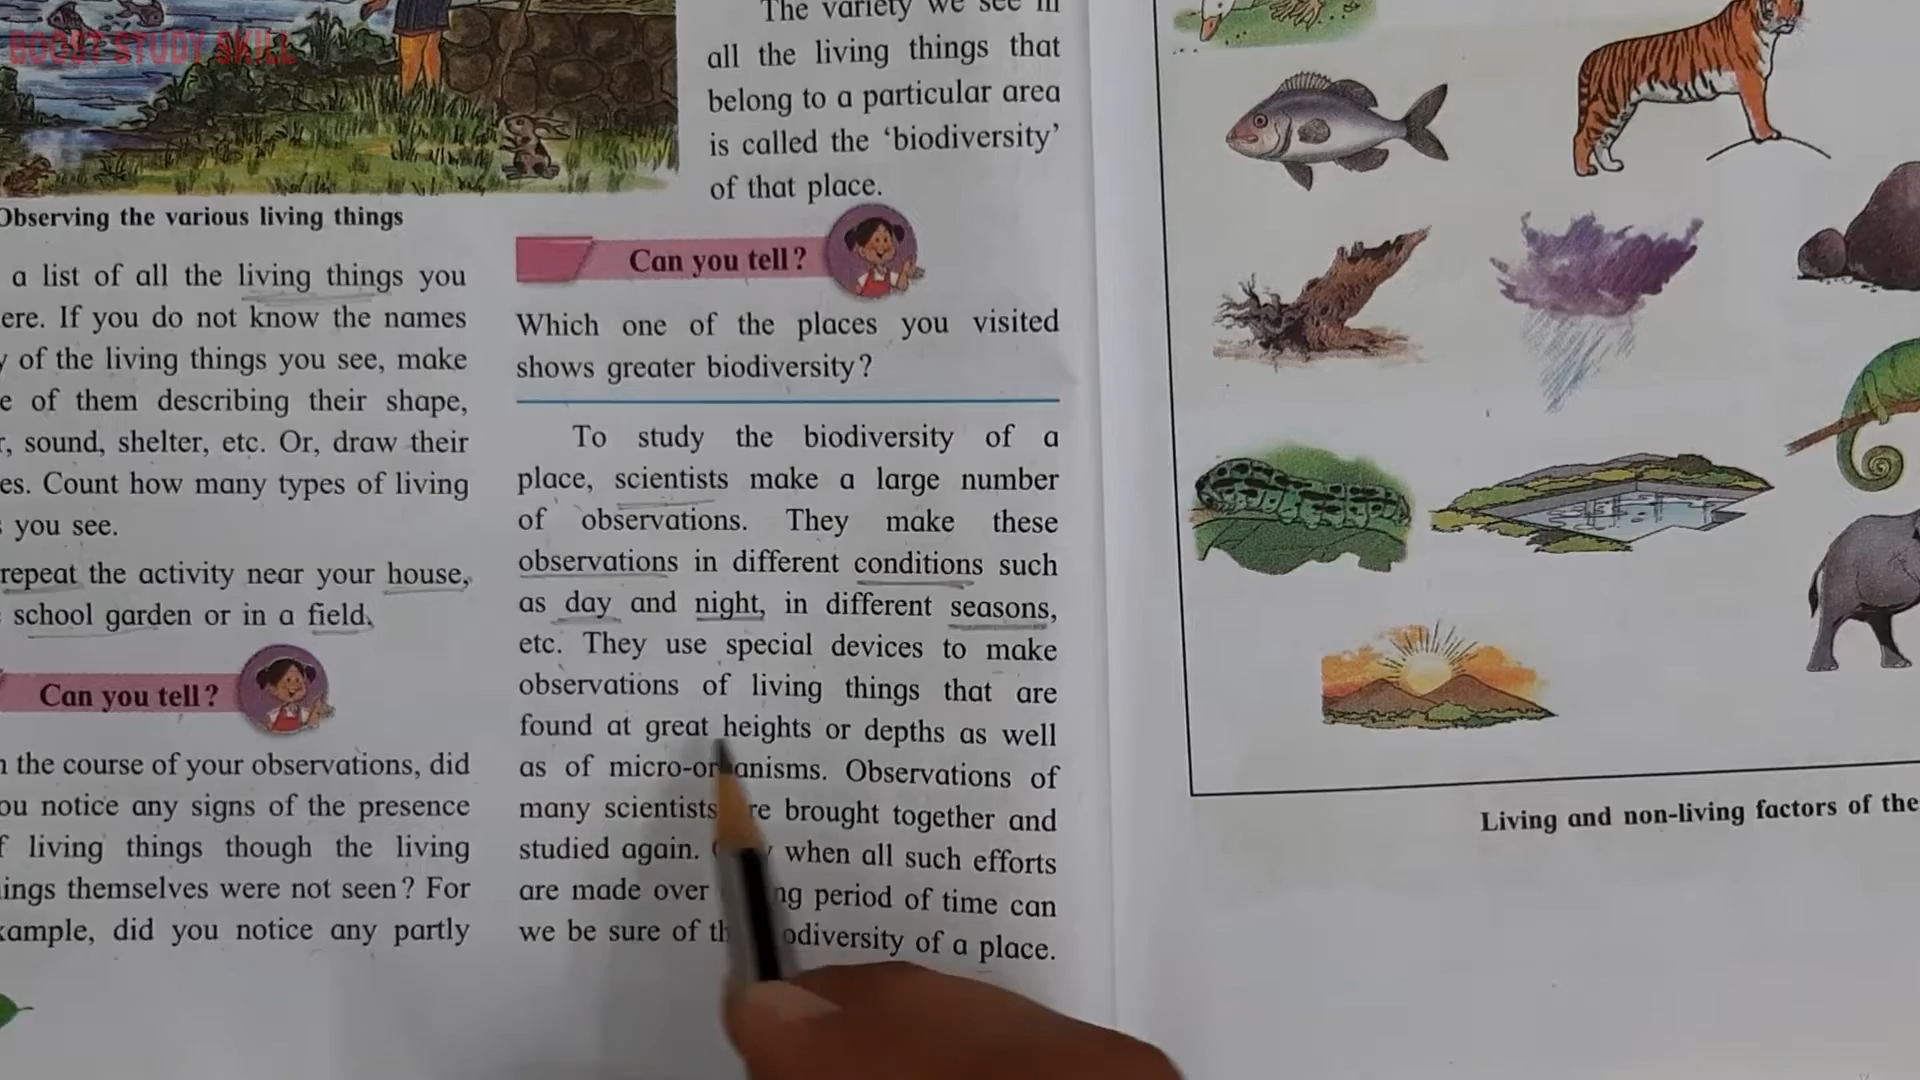 BOOST STUDY SKILL
Observing the various living things
a list of all the living things you
ere. If you do not know the names
of the living things you see, make
of them describing their shape,
sound, shelter, etc. Or, draw their
Count how many types of living
you see.
repeat the activity near your house,
school garden or in a field.
Can you tell?
the course of your observations, did
ou notice any signs of the presence
living things though the living
ings themselves were not seen? For
xample, did you notice any partly
The variety we see in
all the living things that
belong to a particular area
is called the ‘biodiversity’
of that place.
Can you tell?
Which one of the places you visited
shows greater biodiversity?
To study the biodiversity of a
place, scientists make a large number
of observations. They make these
observations in different conditions such
as day and night, in different seasons,
etc. They use special devices to make
observations of living things that are
found at great heights or depths as well
as of micro-organisms. Observations of
many scientists re brought together and
studied again. when all such efforts
are made over ng period of time can
we be sure of th odiversity of a place.
Living and non-living factors of the